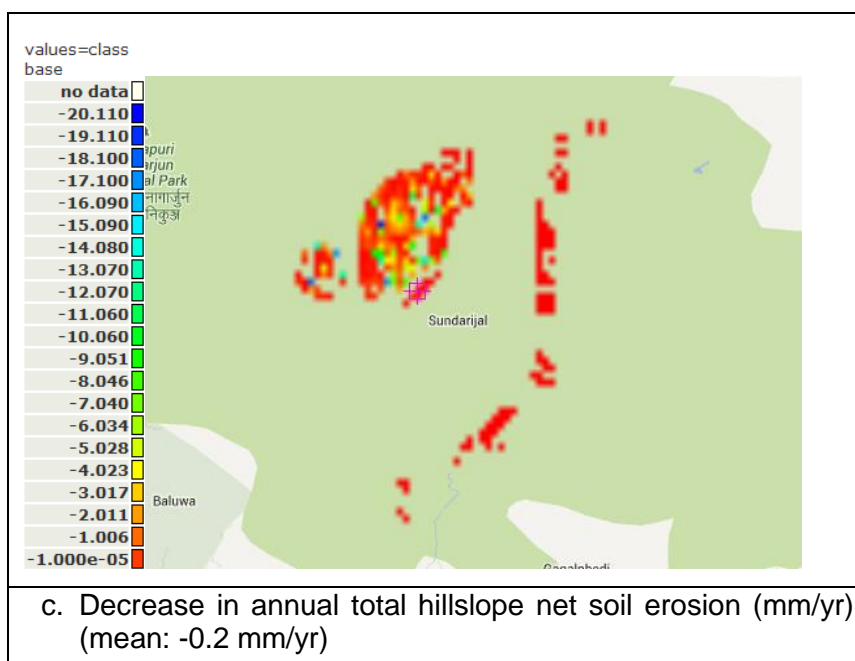 values=class
base
no data
-20.110
-19.110
-18.100
-17.100
-16.090
-15.090
-14.080
-13.070
-12.070
-11.060
-10.060
-9.051
-8.046
-7.040
-6.034
-5.028
-4.023
-3.017
-2.011
-1.006
-1.000e-05
apuri
arjun
al Park
नागार्जुन
निकुञ्ज
Sundarijal
Baluwa
c. Decrease in annual total hillslope net soil erosion (mm/yr)
(mean: -0.2 mm/yr)